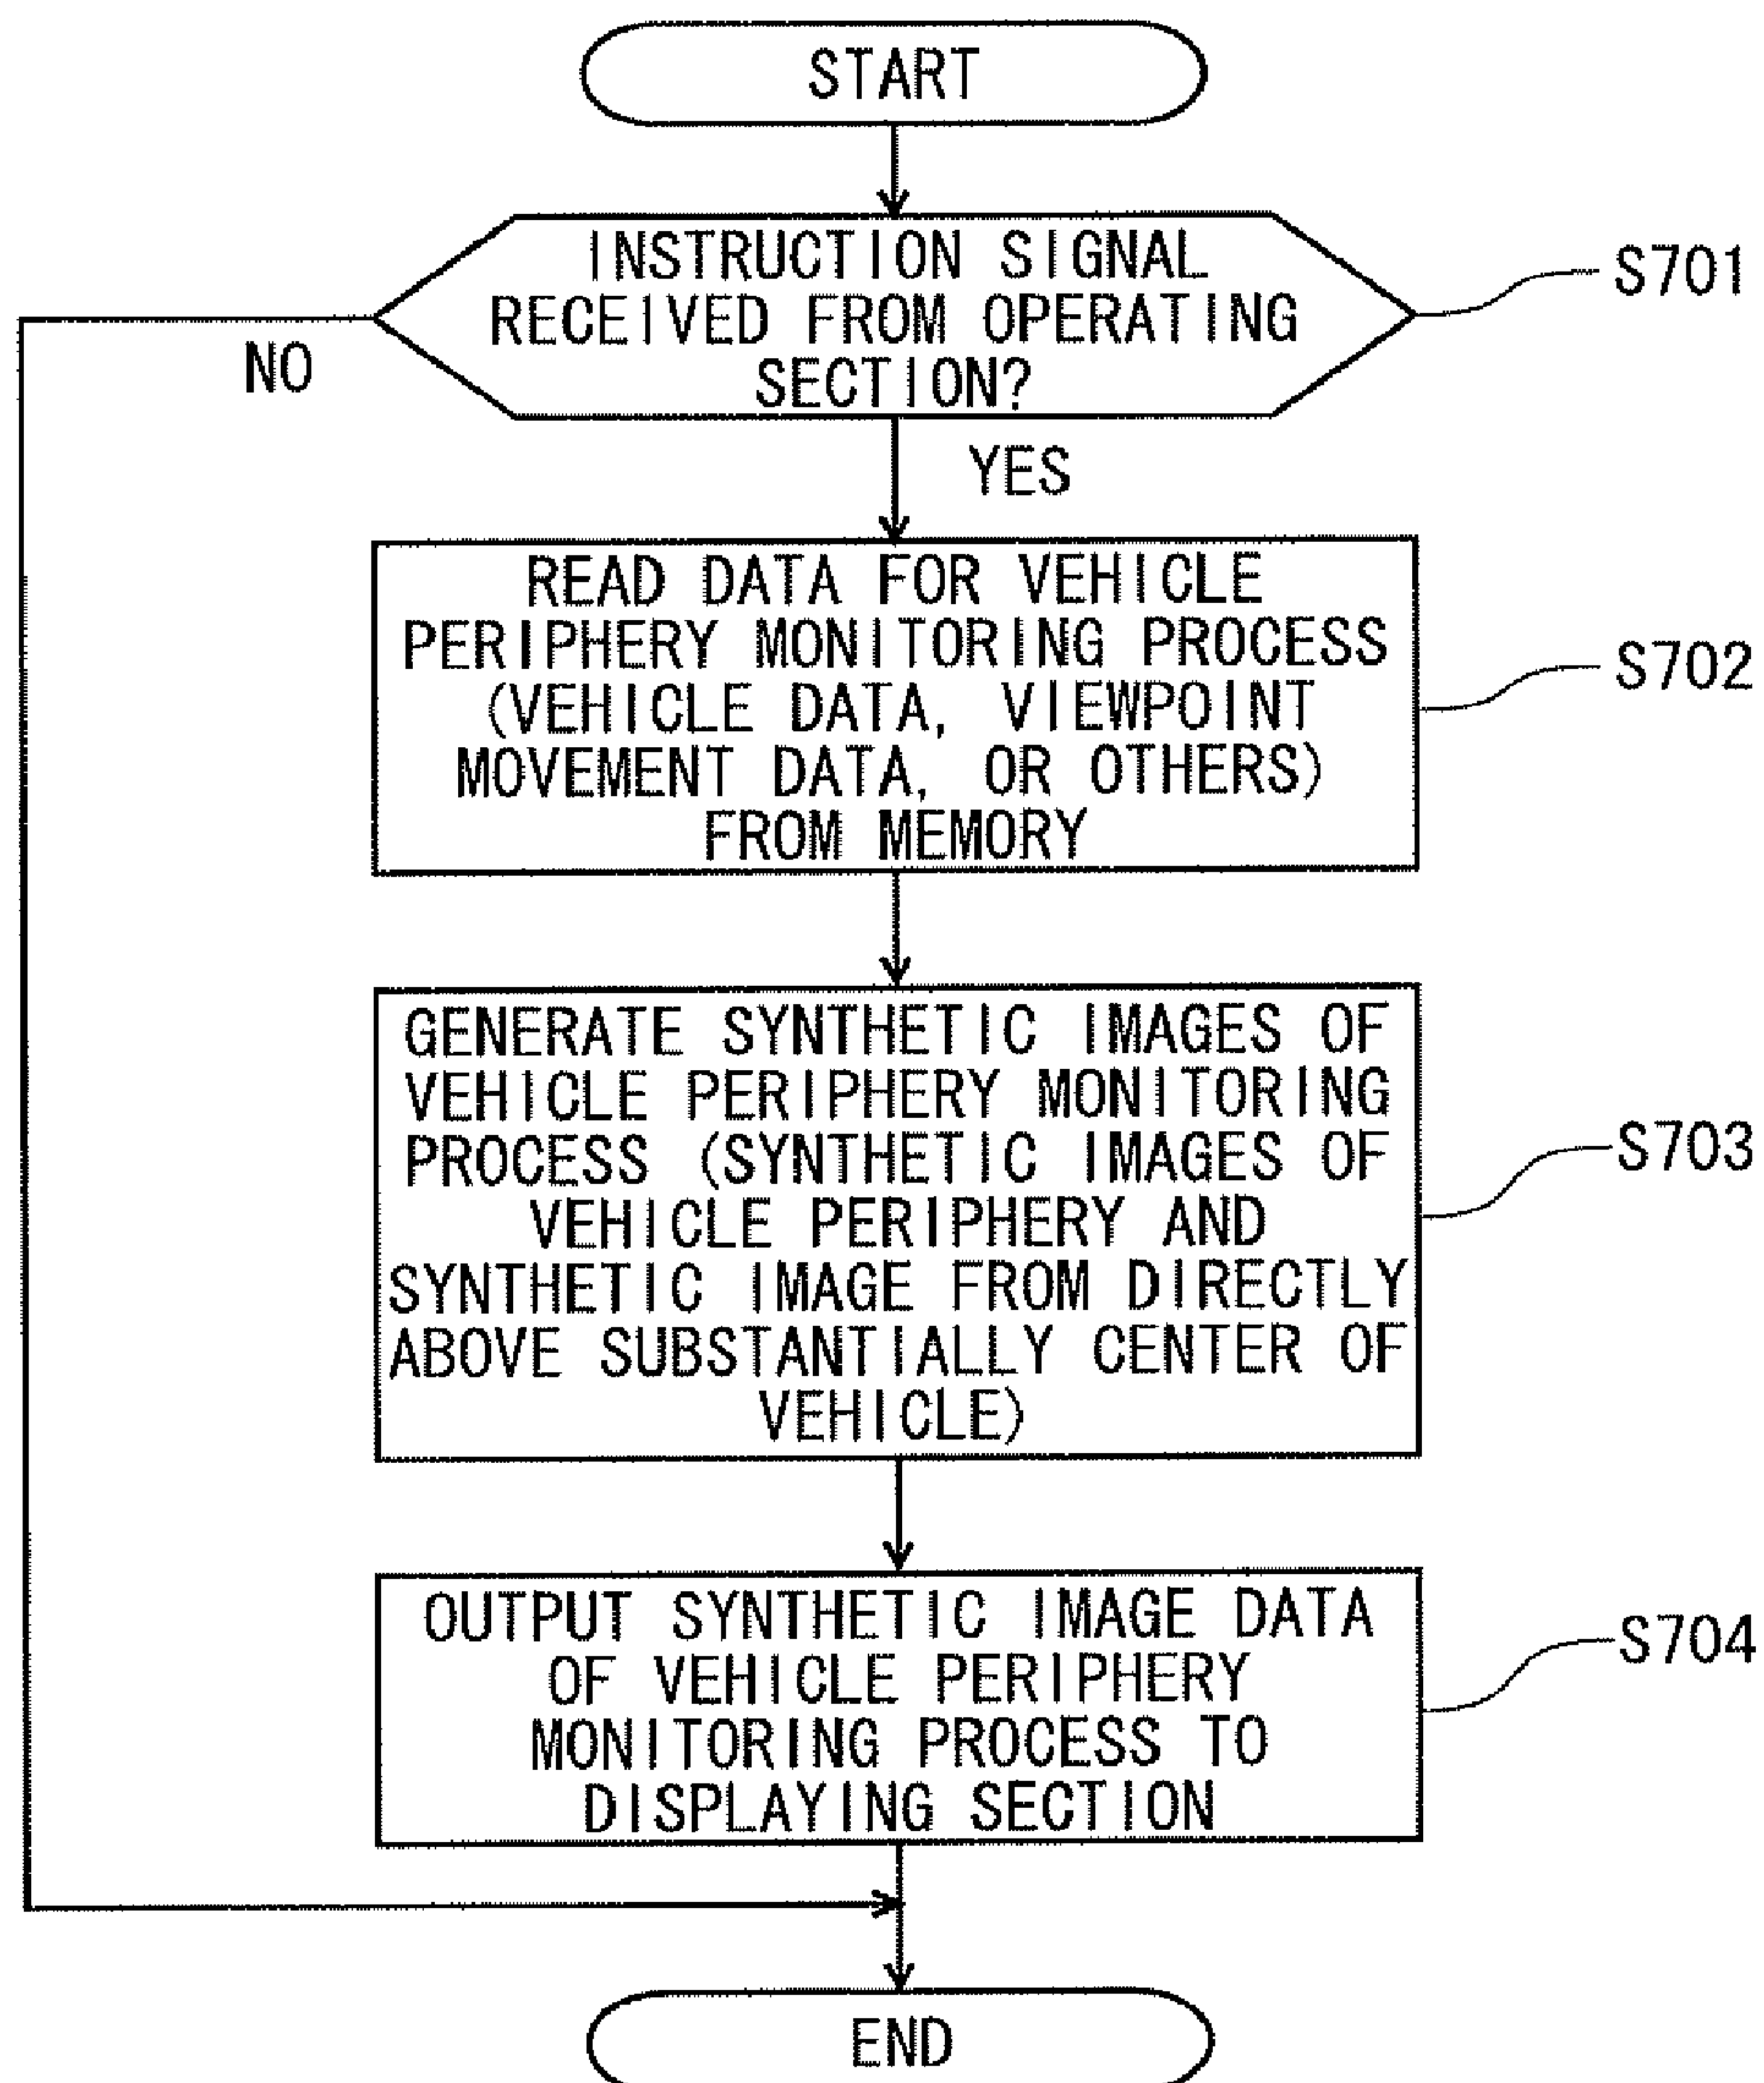 START
INSTRUCTION SIGNAL
RECEIVED FROM OPERATING
SECTION?
S701
NO
YES
READ DATA FOR VEHICLE
PERIPHERY MONITORING PROCESS
(VEHICLE DATA, VIEWPOINT
MOVEMENT DATA, OR OTHERS)
FROM MEMORY
S702
GENERATE SYNTHETIC IMAGES OF
VEHICLE PERIPHERY MONITORING
PROCESS (SYNTHETIC IMAGES OF
VEHICLE PERIPHERY AND
SYNTHETIC IMAGE FROM DIRECTLY
ABOVE SUBSTANTIALLY CENTER OF
VEHICLE)
S703
OUTPUT SYNTHETIC IMAGE DATA
OF VEHICLE PERIPHERY
MONITORING PROCESS TO
DISPLAYING SECTION
S704
END